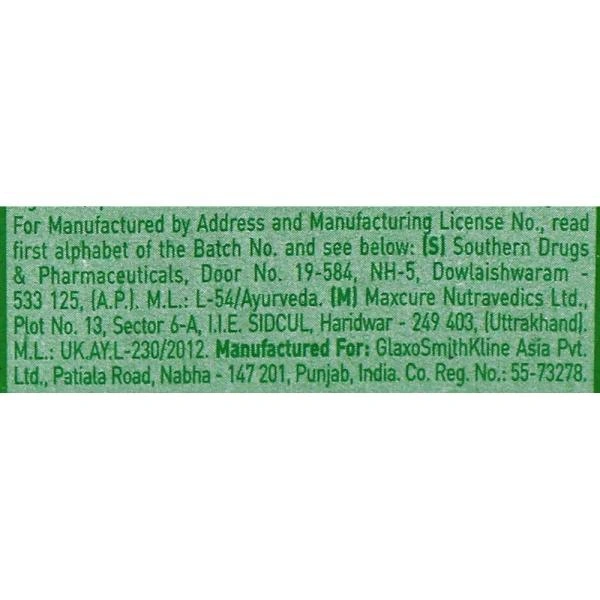 For Manufactured by Address and Manufacturing License No., read
first alphabet of the Batch No. and see below: (S) Southern Drugs
& Pharmaceuticals, Door No. 19-584, NH-5, Dowlaishwaram -
533 125, (A.P.). M.L.: L-54/Ayurveda. (M) Maxcure Nutravedics Ltd.,
Plot No. 13, Sector 6-A, I.I.E. SIDCUL, Haridwar - 249 403, (Uttrakhand).
M.L.: UK.AY.L-230/2012. Manufactured For: GlaxoSmithKline Asia Pvt.
Ltd., Patiala Road, Nabha - 147 201, Punjab, India. Co. Reg. No.: 55-73278.